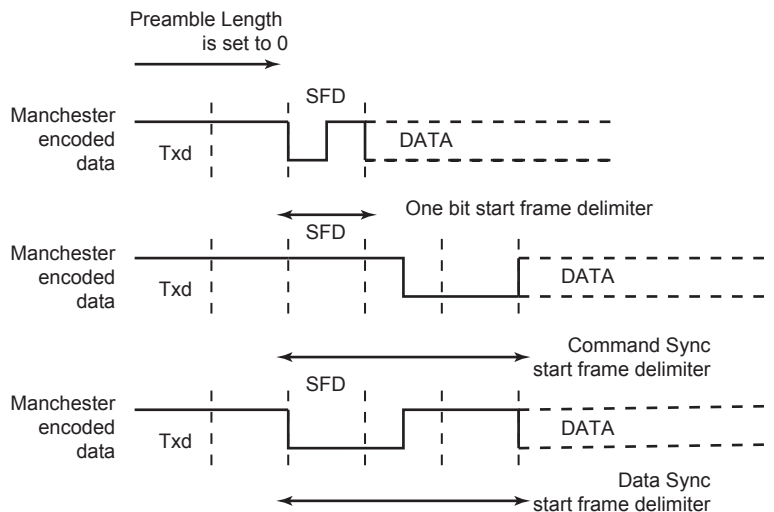 Preamble Length
is set to 0
SFD
Manchester
encoded
data
Txd
DATA
One bit start frame delimiter
SFD
Manchester
encoded
data
Txd
DATA
Command Sync
start frame delimiter
SFD
Manchester
encoded
data
Txd
DATA
Data Sync
start frame delimiter